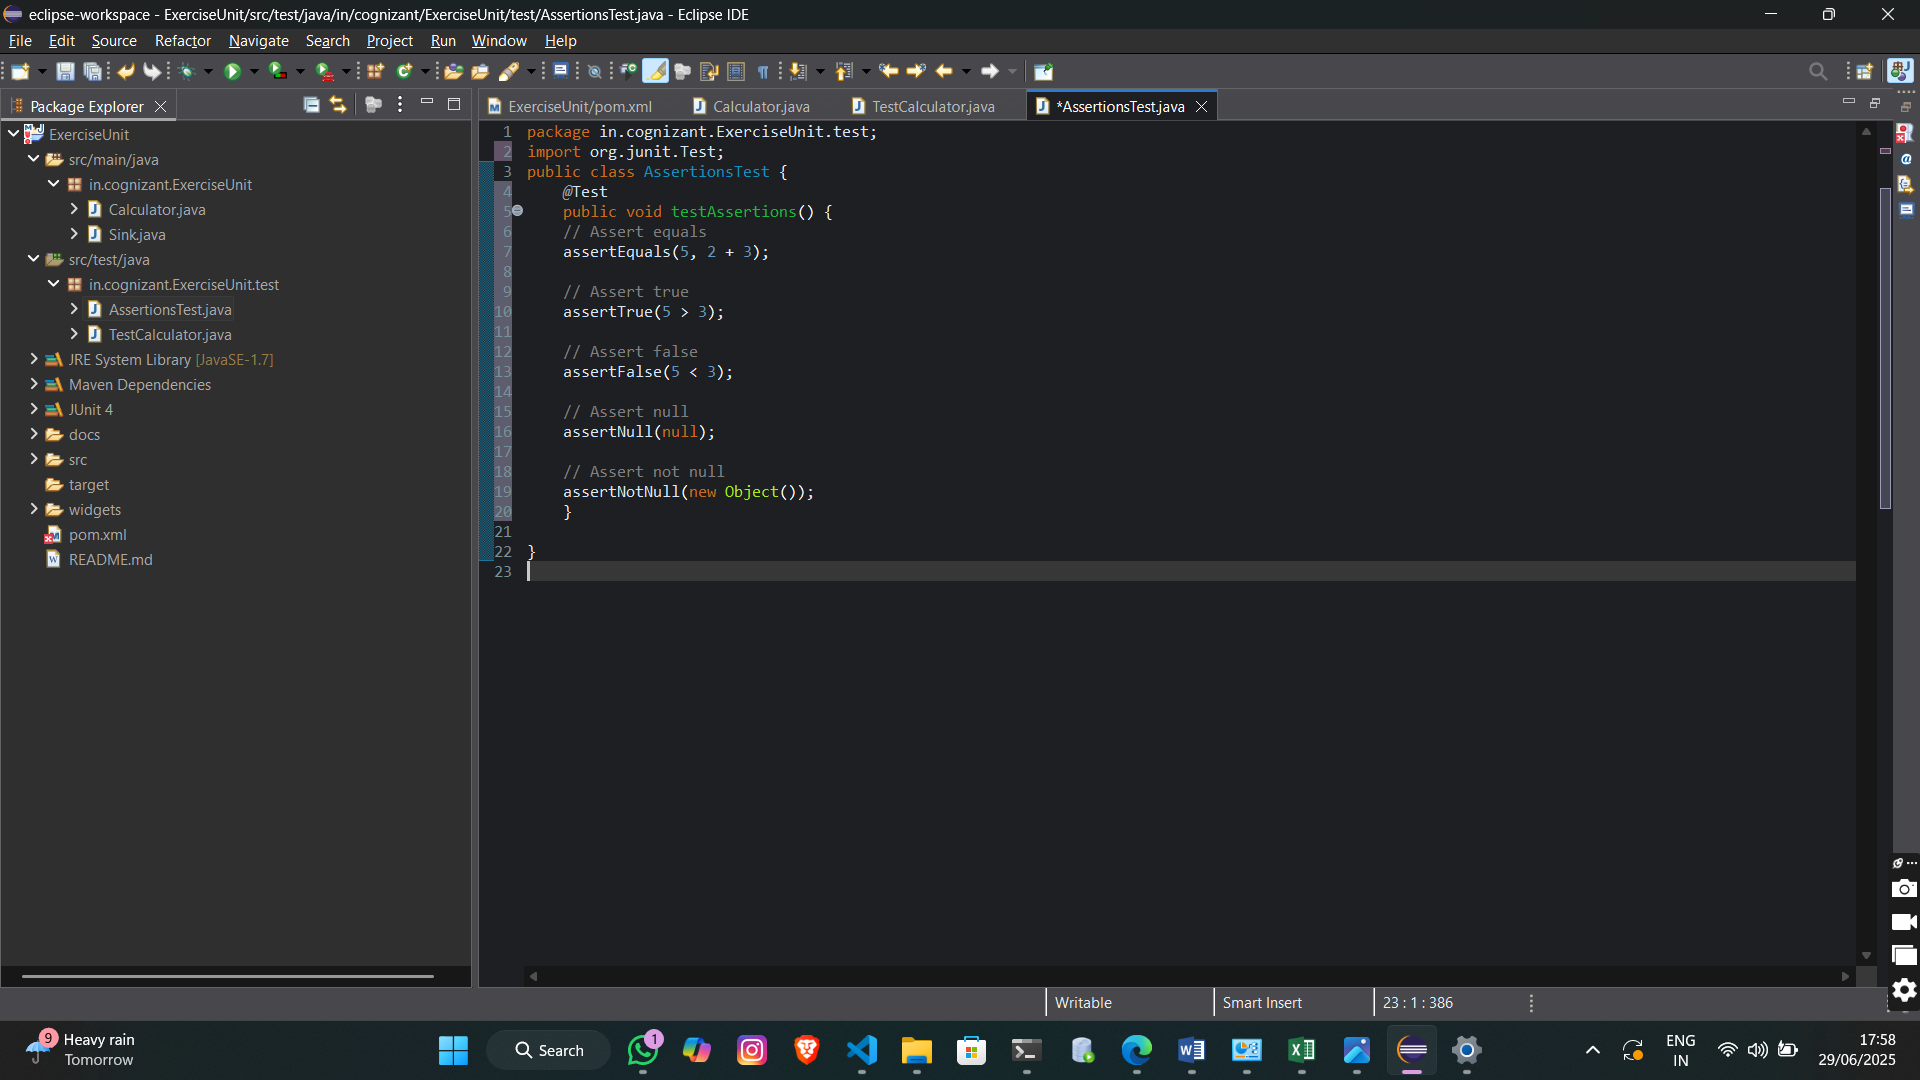 eclipse-workspace - ExerciseUnit/src/test/java/in/cognizant/ExerciseUnit/test/AssertionsTest.java - Eclipse IDE
File Edit Source Refactor Navigate Search Project Run Window Help
Package Explorer
ExerciseUnit/pom.xml Calculator.java TestCalculator.java *AssertionsTest.java
ExerciseUnit
src/main/java
in.cognizant.ExerciseUnit
Calculator.java
Sink.java
src/test/java
in.cognizant.ExerciseUnit.test
AssertionsTest.java
TestCalculator.java
JRE System Library [JavaSE-1.7]
Maven Dependencies
JUnit 4
docs
src
target
widgets
pom.xml
README.md
1 package in.cognizant.ExerciseUnit.test;
2 import org.junit.Test;
3 public class AssertionsTest {
4 @Test
5 public void testAssertions() {
6 // Assert equals
7 assertEquals(5, 2 + 3);
8
9 // Assert true
10 assertTrue(5 > 3);
11
12 // Assert false
13 assertFalse(5 < 3);
14
15 // Assert null
16 assertNull(null);
17
18 // Assert not null
19 assertNotNull(new Object());
20 }
21
22 }
23
Writable Smart Insert 23 : 1 : 386
9 Heavy rain
Tomorrow
Search
1
ENG
IN
17:58
29/06/2025